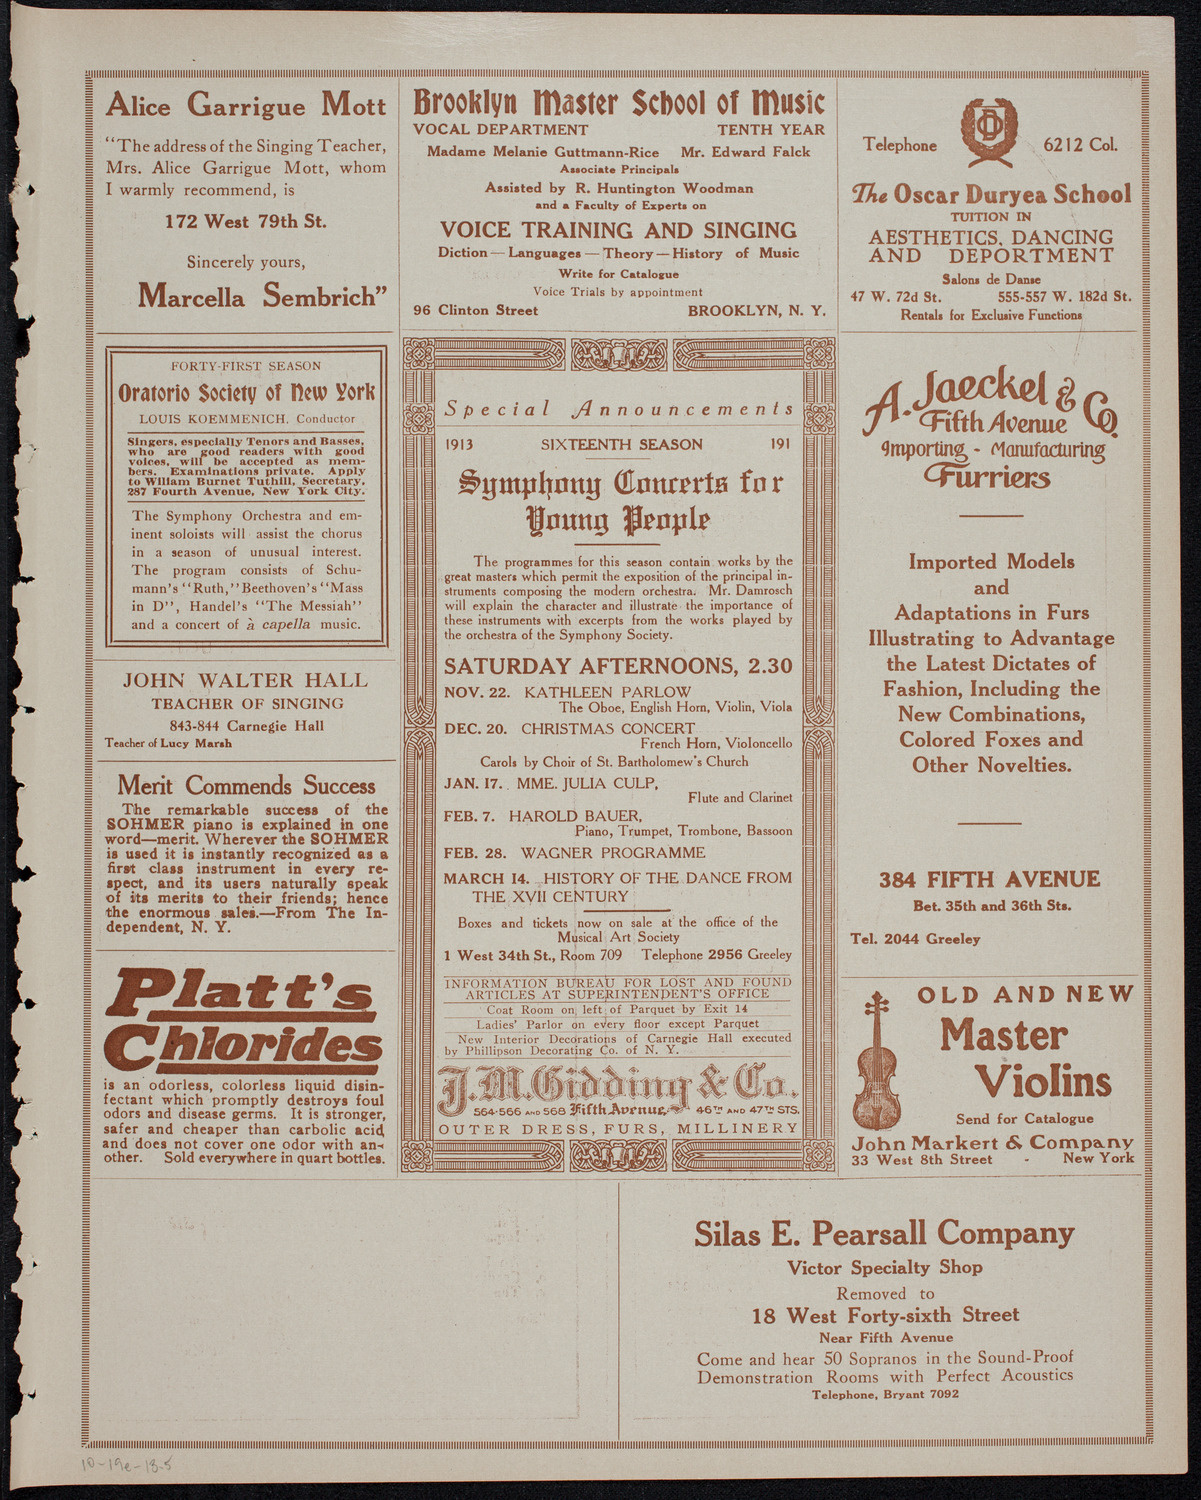 Alice Garrigue Mott
"The address of the Singing Teacher,
Mrs. Alice Garrigue Mott, whom
I warmly recommend, is
172 West 79th St.
Sincerely yours,
Marcella Sembrich"
FORTY-FIRST SEASON
Oratorio Society of New York
LOUIS KOEMMENICH, Conductor
Singers, especially Tenors and Basses,
who are good readers with good
voices, will be accepted as mem-
bers. Examinations private. Apply
to Wlliam Burnet Tuthill, Secretary,
287 Fourth Avenue, New York City.
The Symphony Orchestra and em-
inent soloists will assist the chorus
in a season of unusual interest.
The program consists of Schu-
mann's "Ruth," Beethoven's "Mass
in D", Handel's "The Messiah"
and a concert of à capella music.
JOHN WALTER HALL
TEACHER OF SINGING
843-844 Carnegie Hall
Teacher of Lucy Marsh
Merit Commends Success
The remarkable success of the
SOHMER piano is explained in one
word—merit. Wherever the SOHMER
is used it is instantly recognized as a
first class instrument in every re-
spect, and its users naturally speak
of its merits to their friends; hence
the enormous sales.—From The In-
dependent, N. Y.
Platt's
Chlorides
is an odorless, colorless liquid disin-
fectant which promptly destroys foul
odors and disease germs. It is stronger,
safer and cheaper than carbolic acid
and does not cover one odor with an-
other. Sold everywhere in quart bottles.
Brooklyn Master School of Music
VOCAL DEPARTMENT TENTH YEAR
Madame Melanie Guttmann-Rice Mr. Edward Falck
Associate Principals
Assisted by R. Huntington Woodman
and a Faculty of Experts on
VOICE TRAINING AND SINGING
Diction—Languages—Theory—History of Music
Write for Catalogue
Voice Trials by appointment
96 Clinton Street BROOKLYN, N. Y.
Special Announcements
1913 SIXTEENTH SEASON 191
Symphony Concerts for
Young People
The programmes for this season contain works by the
great masters which permit the exposition of the principal in-
struments composing the modern orchestra. Mr. Damrosch
will explain the character and illustrate the importance of
these instruments with excerpts from the works played by
the orchestra of the Symphony Society.
SATURDAY AFTERNOONS, 2.30
NOV. 22. KATHLEEN PARLOW
The Oboe, English Horn, Violin, Viola
DEC. 20. CHRISTMAS CONCERT
French Horn, Violoncello
Carols by Choir of St. Bartholomew's Church
JAN. 17. MME. JULIA CULP,
Flute and Clarinet
FEB. 7. HAROLD BAUER,
Piano, Trumpet, Trombone, Bassoon
FEB. 28. WAGNER PROGRAMME
MARCH 14. HISTORY OF THE DANCE FROM
THE XVII CENTURY
Boxes and tickets now on sale at the office of the
Musical Art Society
1 West 34th St., Room 709 Telephone 2956 Greeley
INFORMATION BUREAU FOR LOST AND FOUND
ARTICLES AT SUPERINTENDENT'S OFFICE
Coat Room on left of Parquet by Exit 14
Ladies' Parlor on every floor except Parquet
New Interior Decorations of Carnegie Hall executed
by Phillipson Decorating Co. of N. Y.
J. M. Gidding & Co.
564-566 AND 568 Fifth Avenue 46TH AND 47TH STS.
OUTER DRESS, FURS, MILLINERY
OD
Telephone 6212 Col.
The Oscar Duryea School
TUITION IN
AESTHETICS, DANCING
AND DEPORTMENT
Salons de Danse
47 W. 72d St. 555-557 W. 182d St.
Rentals for Exclusive Functions
A. Jaeckel & Co.
Fifth Avenue
Importing - Manufacturing
Furriers
Imported Models
and
Adaptations in Furs
Illustrating to Advantage
the Latest Dictates of
Fashion, Including the
New Combinations,
Colored Foxes and
Other Novelties.
384 FIFTH AVENUE
Bet. 35th and 36th Sts.
Tel. 2044 Greeley
OLD AND NEW
Master
Violins
Send for Catalogue
John Markert & Company
33 West 8th Street - New York
Silas E. Pearsall Company
Victor Specialty Shop
Removed to
18 West Forty-sixth Street
Near Fifth Avenue
Come and hear 50 Sopranos in the Sound-Proof
Demonstration Rooms with Perfect Acoustics
Telephone, Bryant 7092
10-19e-13-5